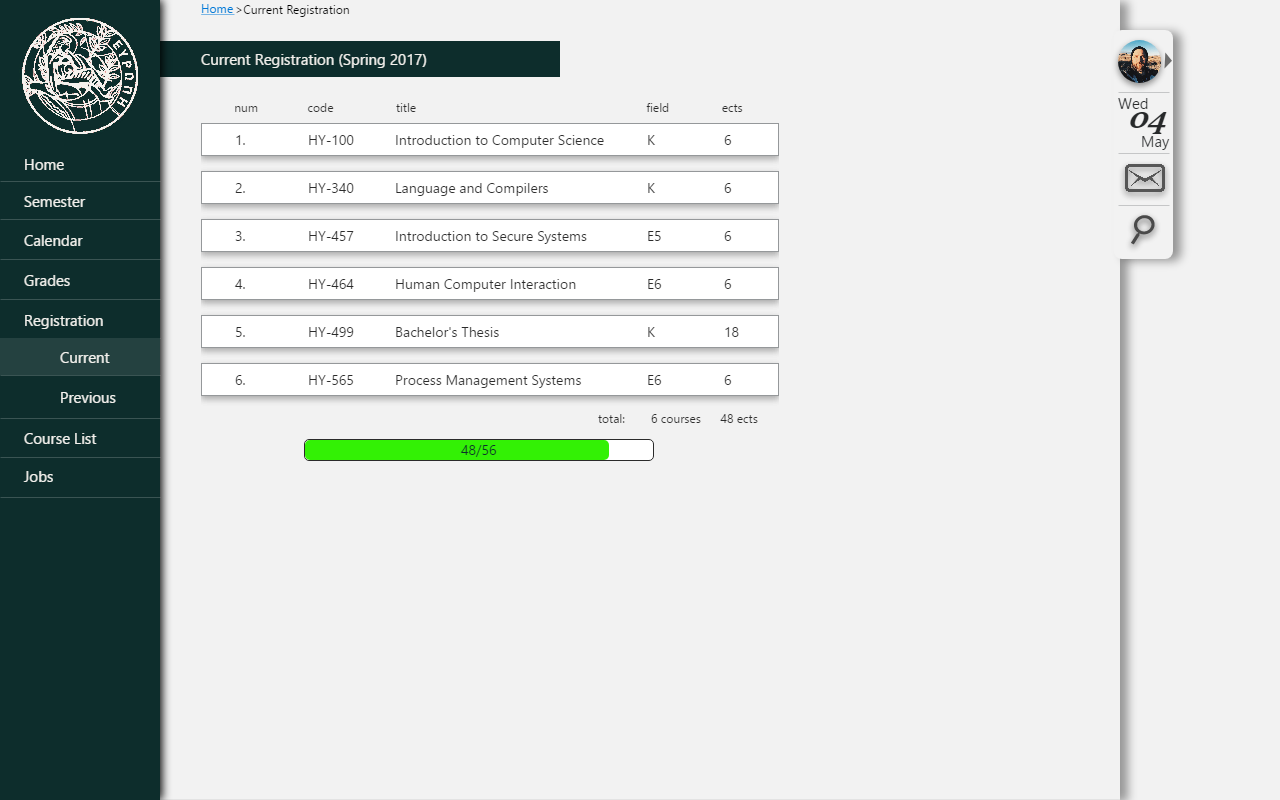 Home >Current Registration
ΕΥΡΩΠΗ
Home
Semester
Calendar
Grades
Registration
Current
Previous
Course List
Jobs
Current Registration (Spring 2017)
num code title field ects
1. HY-100 Introduction to Computer Science K 6
2. HY-340 Language and Compilers K 6
3. HY-457 Introduction to Secure Systems E5 6
4. HY-464 Human Computer Interaction E6 6
5. HY-499 Bachelor's Thesis K 18
6. HY-565 Process Management Systems E6 6
total: 6 courses 48 ects
48/56
Wed
04
May